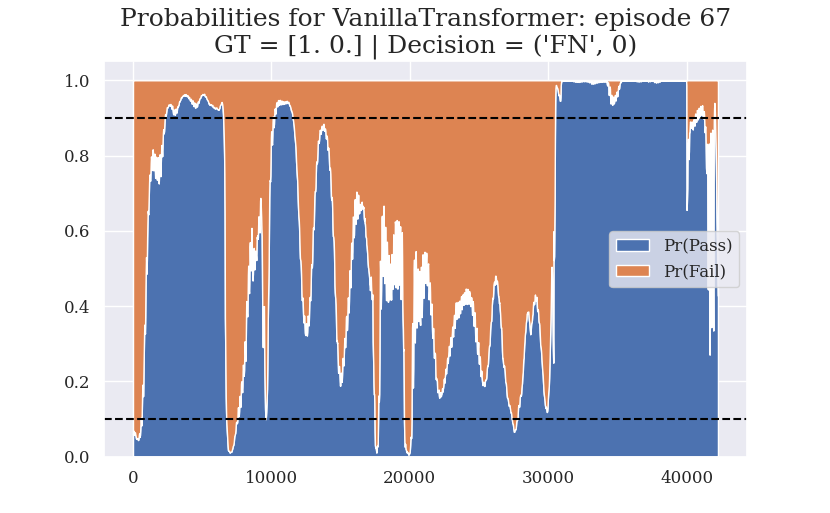 Probabilities for VanillaTransformer: episode 67
GT = [1. 0.] | Decision = ('FN', 0)
1.0
0.8
0.6
0.4
0.2
0.0
Pr(Pass)
Pr(Fail)
0
10000
20000
30000
40000